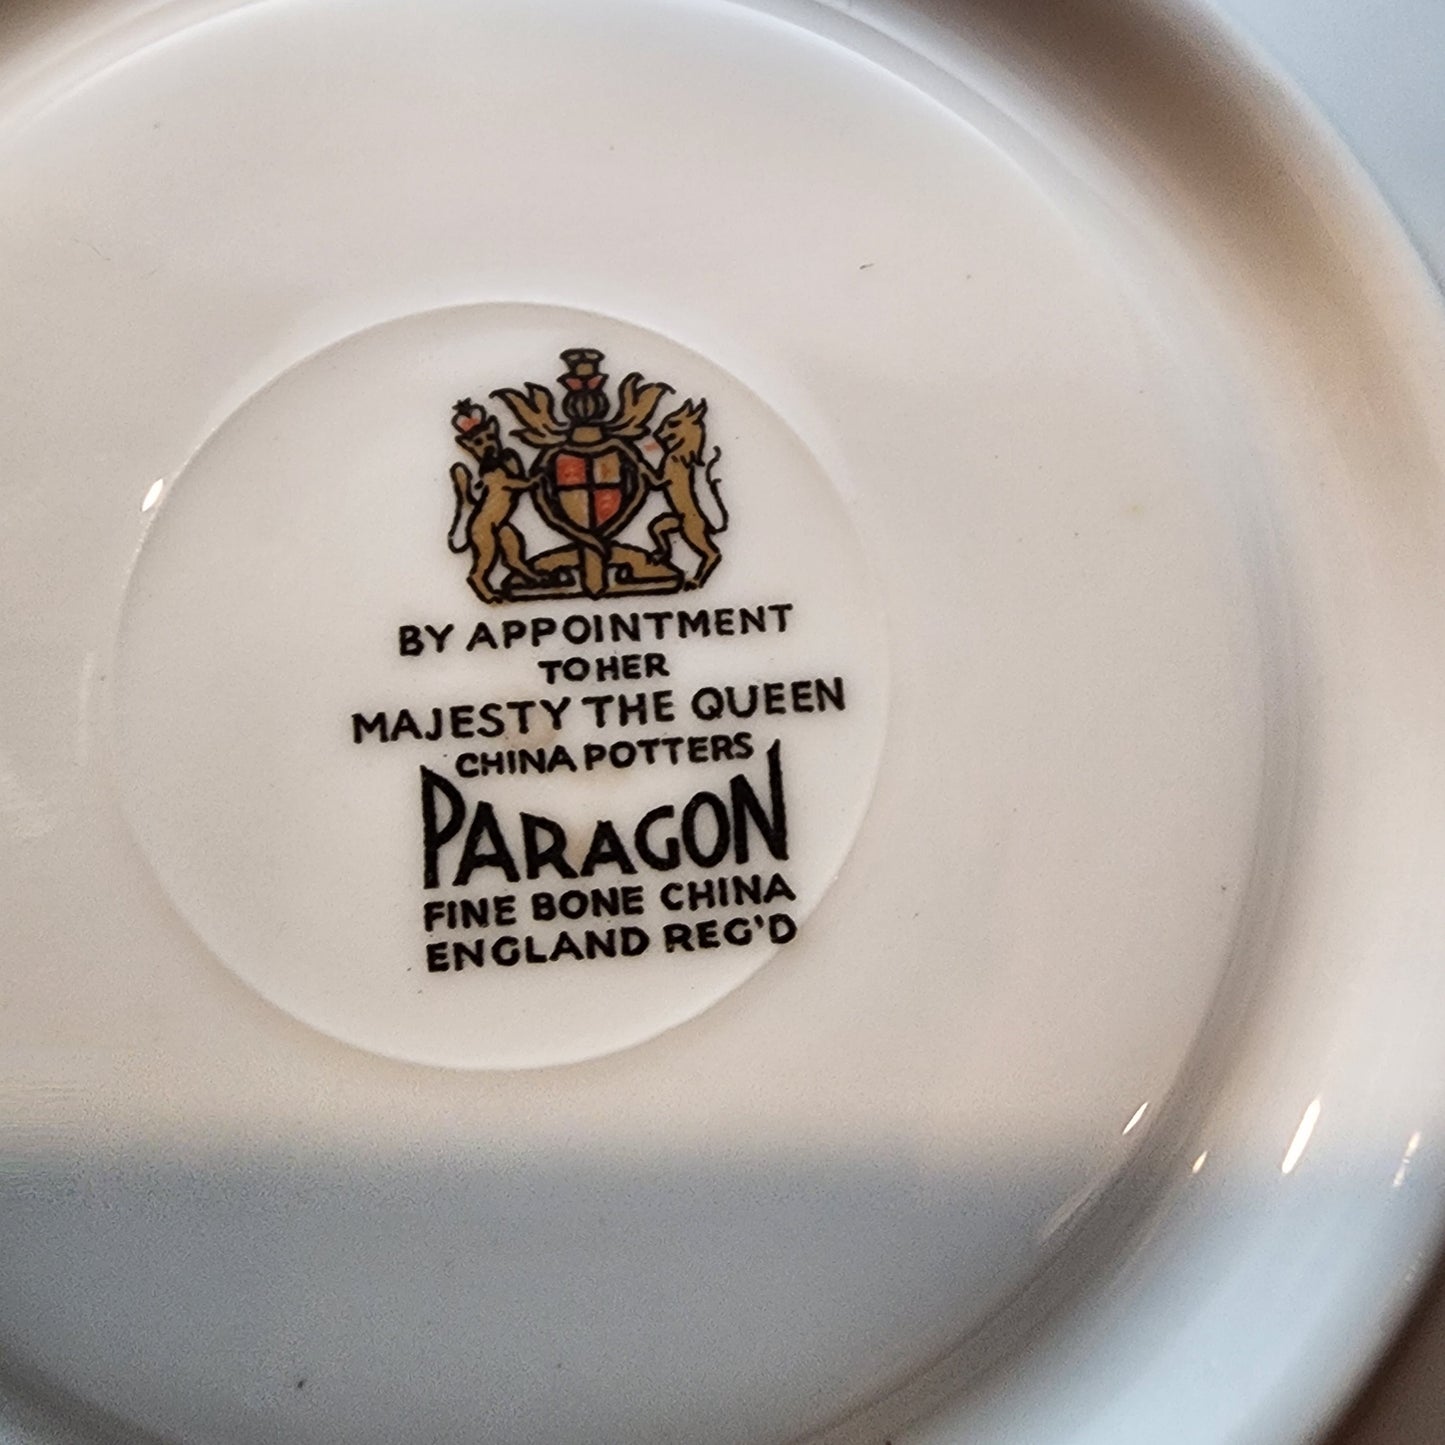 BY APPOINTMENT
TO HER
MAJESTY THE QUEEN
CHINA POTTERS
PARAGON
FINE BONE CHINA
ENGLAND REG'D